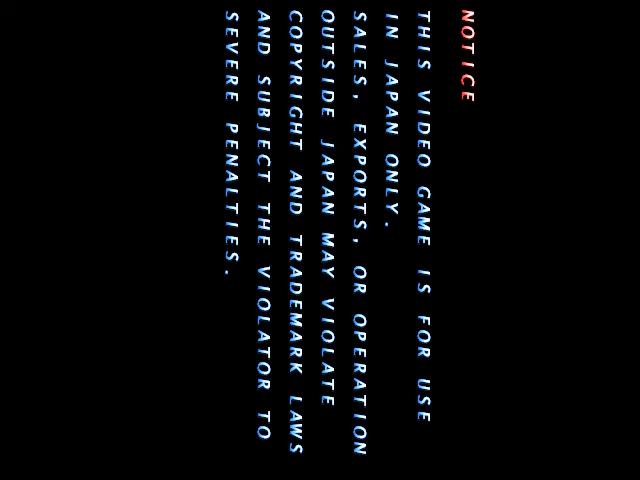 NOTICE
THIS VIDEO GAME IS FOR USE
IN JAPAN ONLY.
SALES, EXPORTS, OR OPERATION
OUTSIDE JAPAN MAY VIOLATE
COPYRIGHT AND TRADEMARK LAWS
AND SUBJECT THE VIOLATOR TO
SEVERE PENALTIES.